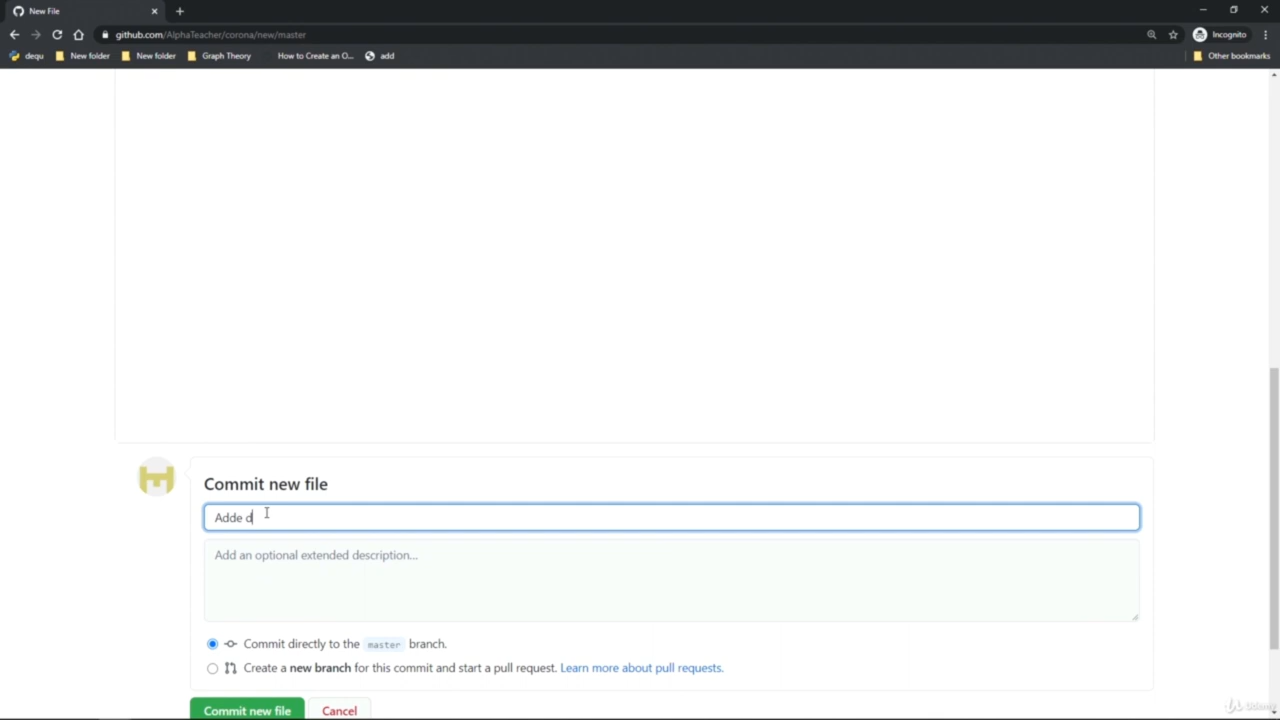 New File
github.com/AlphaTeacher/corona/new/master
Incognito
dequ
New folder
New folder
Graph Theory
How to Create an O...
add
Other bookmarks
Commit new file
Adde d
Add an optional extended description...
Commit directly to the master branch.
Create a new branch for this commit and start a pull request. Learn more about pull requests.
Commit new file
Cancel
Udemy